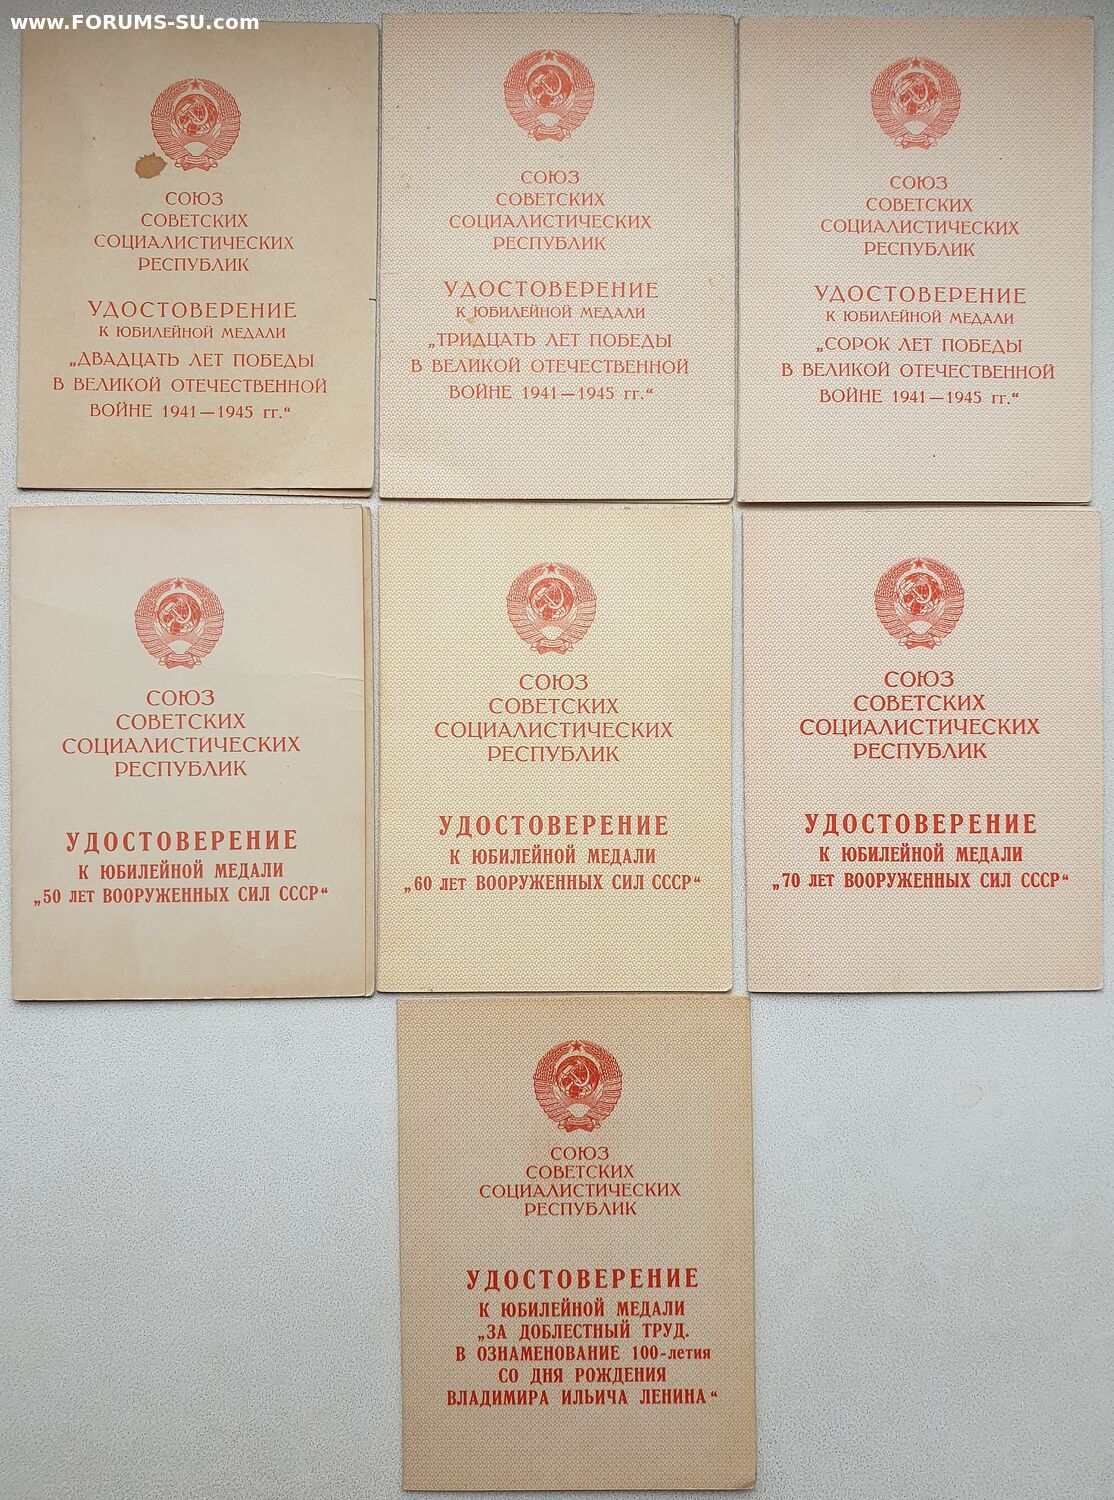 www.FORUMS-SU.com
СОЮЗ
СОВЕТСКИХ
СОЦИАЛИСТИЧЕСКИХ
РЕСПУБЛИК
УДОСТОВЕРЕНИЕ
К ЮБИЛЕЙНОЙ МЕДАЛИ
„ДВАДЦАТЬ ЛЕТ ПОБЕДЫ
В ВЕЛИКОЙ ОТЕЧЕСТВЕННОЙ
ВОЙНЕ 1941—1945 гг.“
СОЮЗ
СОВЕТСКИХ
СОЦИАЛИСТИЧЕСКИХ
РЕСПУБЛИК
УДОСТОВЕРЕНИЕ
К ЮБИЛЕЙНОЙ МЕДАЛИ
„ТРИДЦАТЬ ЛЕТ ПОБЕДЫ
В ВЕЛИКОЙ ОТЕЧЕСТВЕННОЙ
ВОЙНЕ 1941—1945 гг.“
СОЮЗ
СОВЕТСКИХ
СОЦИАЛИСТИЧЕСКИХ
РЕСПУБЛИК
УДОСТОВЕРЕНИЕ
К ЮБИЛЕЙНОЙ МЕДАЛИ
„СОРОК ЛЕТ ПОБЕДЫ
В ВЕЛИКОЙ ОТЕЧЕСТВЕННОЙ
ВОЙНЕ 1941—1945 гг.“
СОЮЗ
СОВЕТСКИХ
СОЦИАЛИСТИЧЕСКИХ
РЕСПУБЛИК
УДОСТОВЕРЕНИЕ
К ЮБИЛЕЙНОЙ МЕДАЛИ
„50 лет ВООРУЖЕННЫХ СИЛ СССР“
СОЮЗ
СОВЕТСКИХ
СОЦИАЛИСТИЧЕСКИХ
РЕСПУБЛИК
УДОСТОВЕРЕНИЕ
К ЮБИЛЕЙНОЙ МЕДАЛИ
„60 лет ВООРУЖЕННЫХ СИЛ СССР“
СОЮЗ
СОВЕТСКИХ
СОЦИАЛИСТИЧЕСКИХ
РЕСПУБЛИК
УДОСТОВЕРЕНИЕ
К ЮБИЛЕЙНОЙ МЕДАЛИ
„70 лет ВООРУЖЕННЫХ СИЛ СССР“
СОЮЗ
СОВЕТСКИХ
СОЦИАЛИСТИЧЕСКИХ
РЕСПУБЛИК
УДОСТОВЕРЕНИЕ
К ЮБИЛЕЙНОЙ МЕДАЛИ
„ЗА ДОБЛЕСТНЫЙ ТРУД.
В ОЗНАМЕНОВАНИЕ 100-летия
СО ДНЯ РОЖДЕНИЯ
ВЛАДИМИРА ИЛЬИЧА ЛЕНИНА“